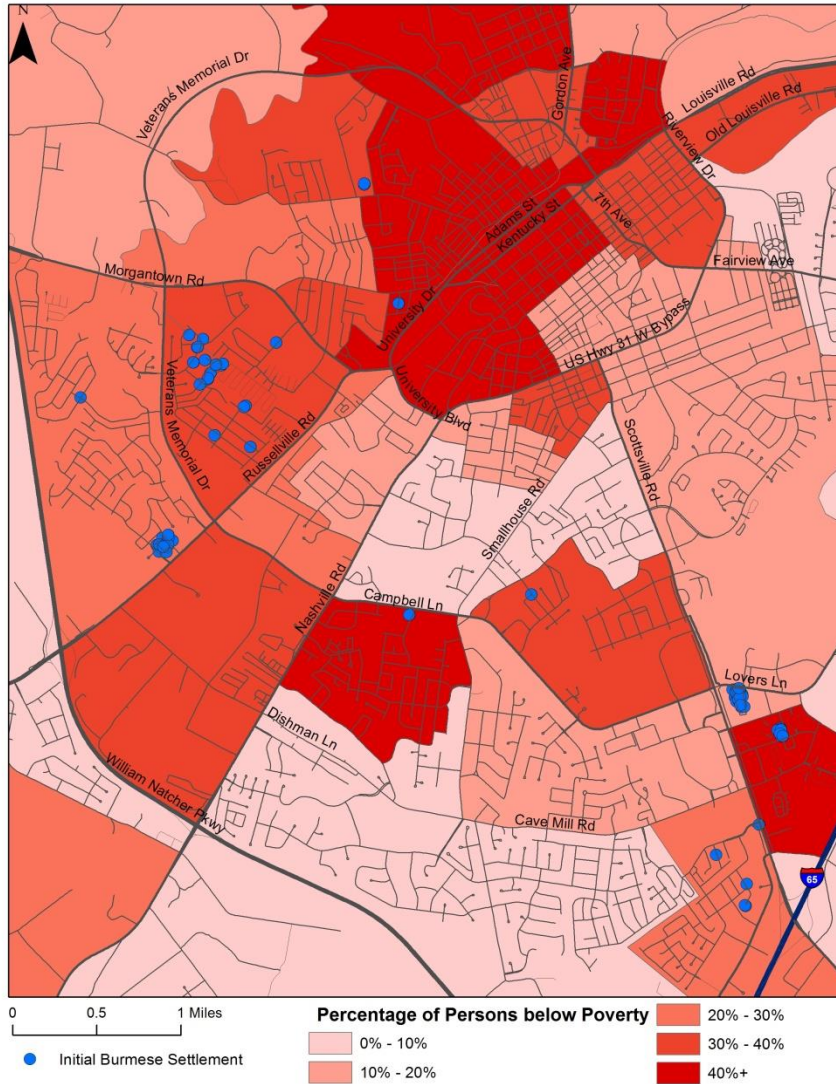 N
Veterans Memorial Dr
Gordon Ave
Louisville Rd
Old Louisville Rd
Riverview Dr
Adams St
Kentucky St
7th Ave
Fairview Ave
Morgantown Rd
University Dr
US Hwy 31 W Bypass
Veterans Memorial Dr
University Blvd
Russellville Rd
Scottsville Rd
Smallhouse Rd
Nashville Rd
Campbell Ln
Lovers Ln
Dishman Ln
William Natcher Pkwy
Cave Mill Rd
65
0 0.5 1 Miles
Initial Burmese Settlement
Percentage of Persons below Poverty
0% - 10%
10% - 20%
20% - 30%
30% - 40%
40%+